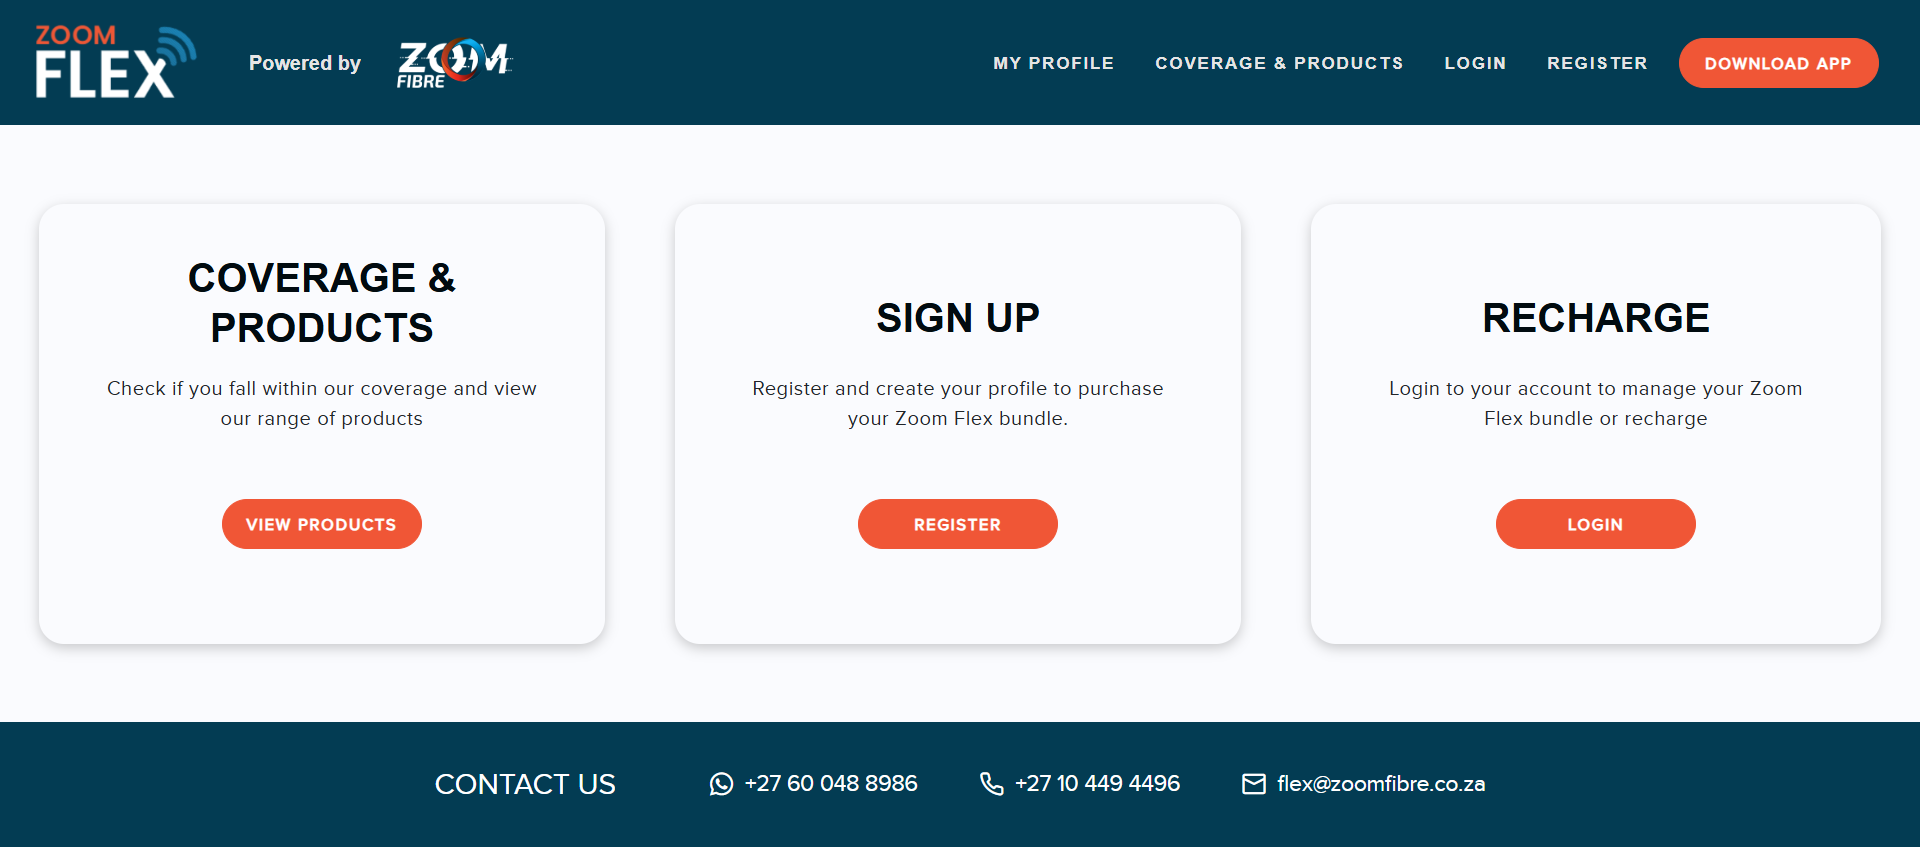 ZOOM
FLEX
Powered by
ZOOM
FIBRE
MY PROFILE
COVERAGE & PRODUCTS
LOGIN
REGISTER
DOWNLOAD APP
COVERAGE &
PRODUCTS
Check if you fall within our coverage and view
our range of products
VIEW PRODUCTS
SIGN UP
Register and create your profile to purchase
your Zoom Flex bundle.
REGISTER
RECHARGE
Login to your account to manage your Zoom
Flex bundle or recharge
LOGIN
CONTACT US
+27 60 048 8986
+27 10 449 4496
flex@zoomfibre.co.za